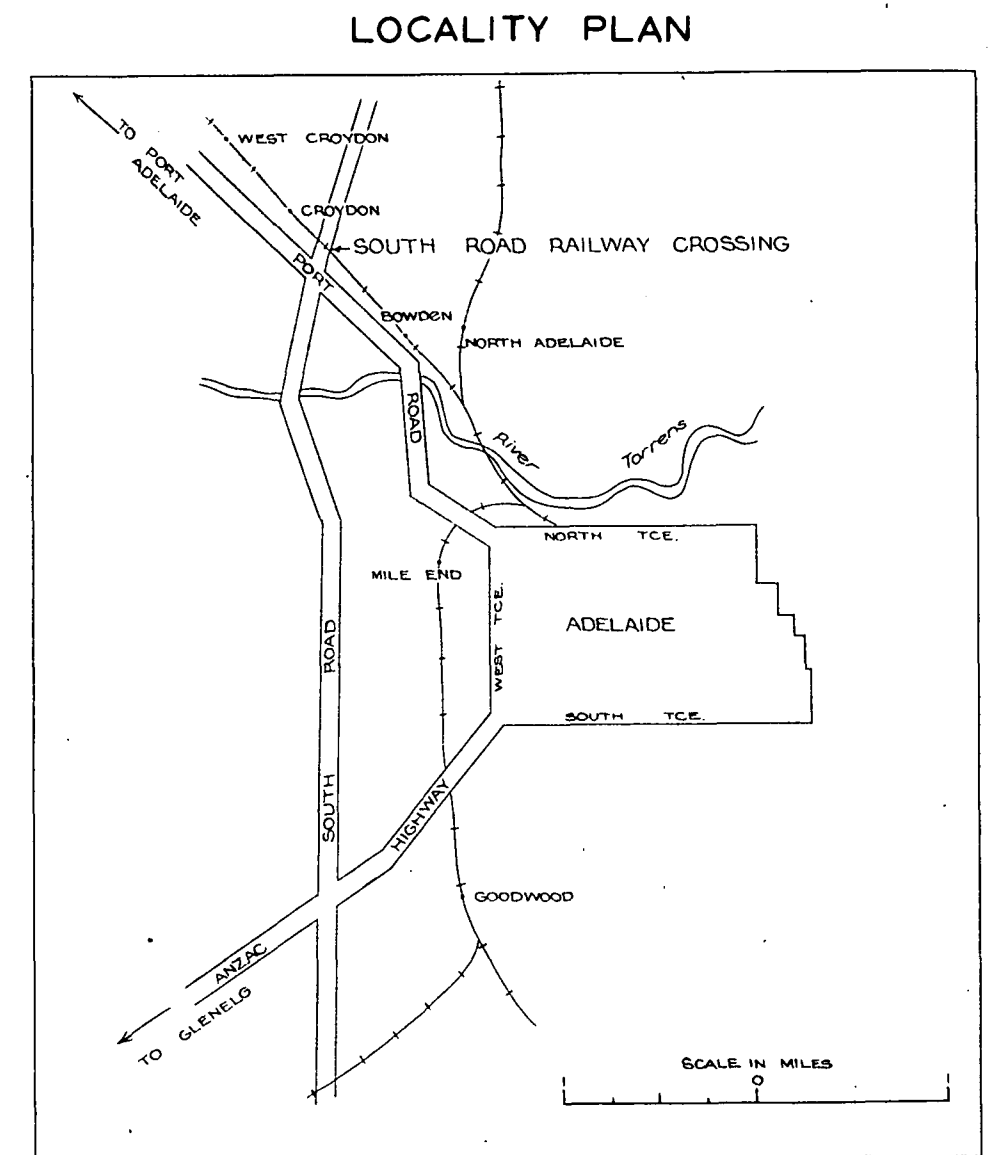 LOCALITY PLAN
TO PORT
ADELAIDE
WEST CROYDON
CROYDON
SOUTH ROAD RAILWAY CROSSING
PORT
BOWDEN
NORTH ADELAIDE
ROAD
River Torrens
NORTH TCE.
MILE END
WEST TCE.
ADELAIDE
ROAD
SOUTH TCE.
SOUTH
HIGHWAY
GOODWOOD
ANZAC
TO GLENELG
SCALE IN MILES
1 0 1